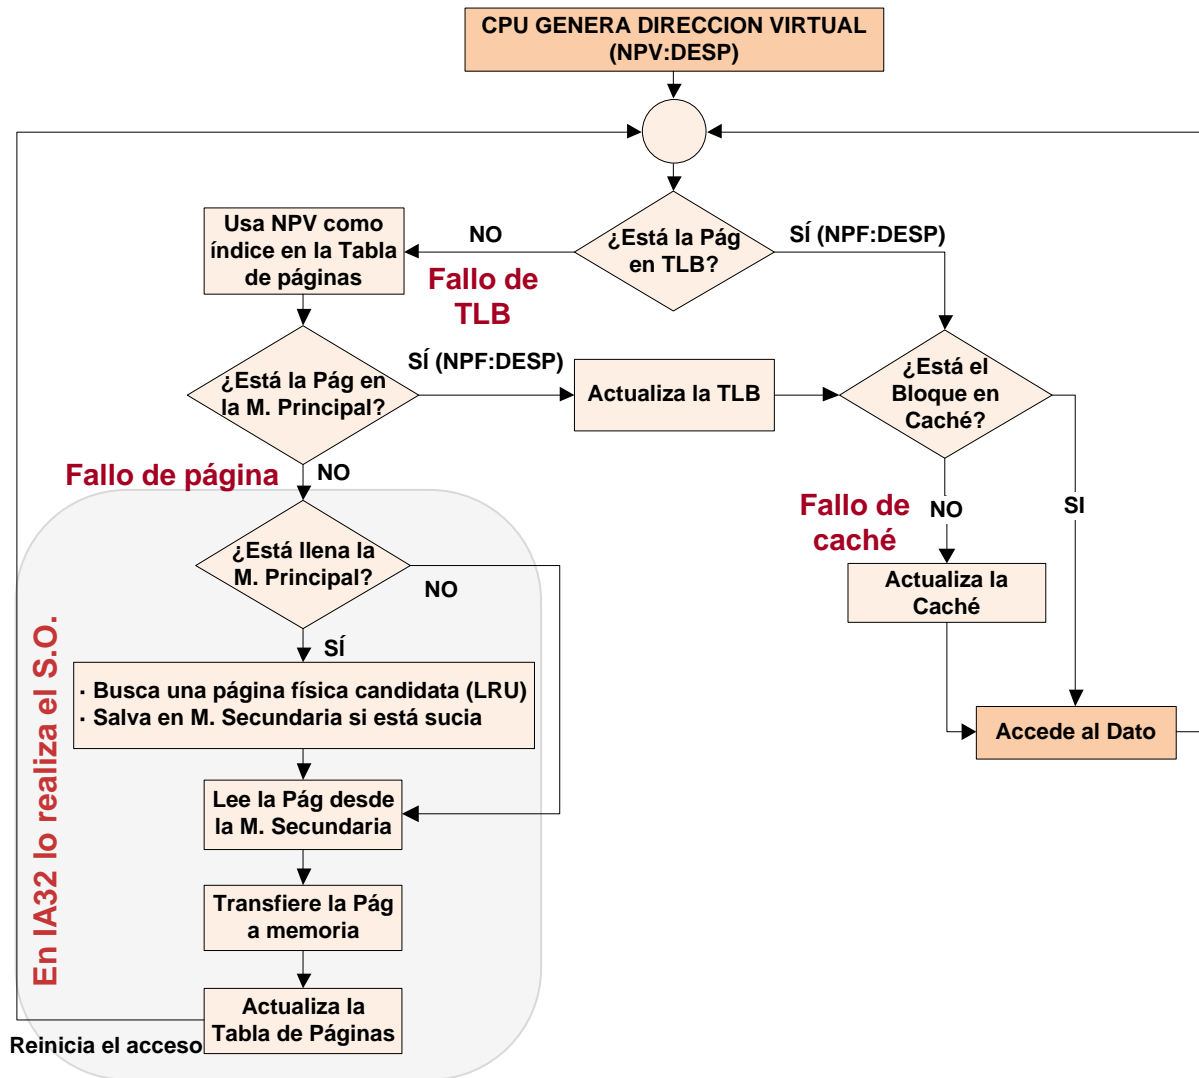 CPU GENERA DIRECCION VIRTUAL
(NPV:DESP)
Usa NPV como
índice en la Tabla
de páginas
NO
¿Está la Pág
en TLB?
SÍ (NPF:DESP)
Fallo de
TLB
¿Está la Pág en
la M. Principal?
SÍ (NPF:DESP)
Actualiza la TLB
¿Está el
Bloque en
Caché?
Fallo de página
NO
Fallo de
caché
NO
SI
¿Está llena la
M. Principal?
NO
Actualiza la
Caché
SÍ
· Busca una página física candidata (LRU)
· Salva en M. Secundaria si está sucia
Accede al Dato
Lee la Pág desde
la M. Secundaria
Transfiere la Pág
a memoria
Actualiza la
Tabla de Páginas
Reinicia el acceso
En IA32 lo realiza el S.O.